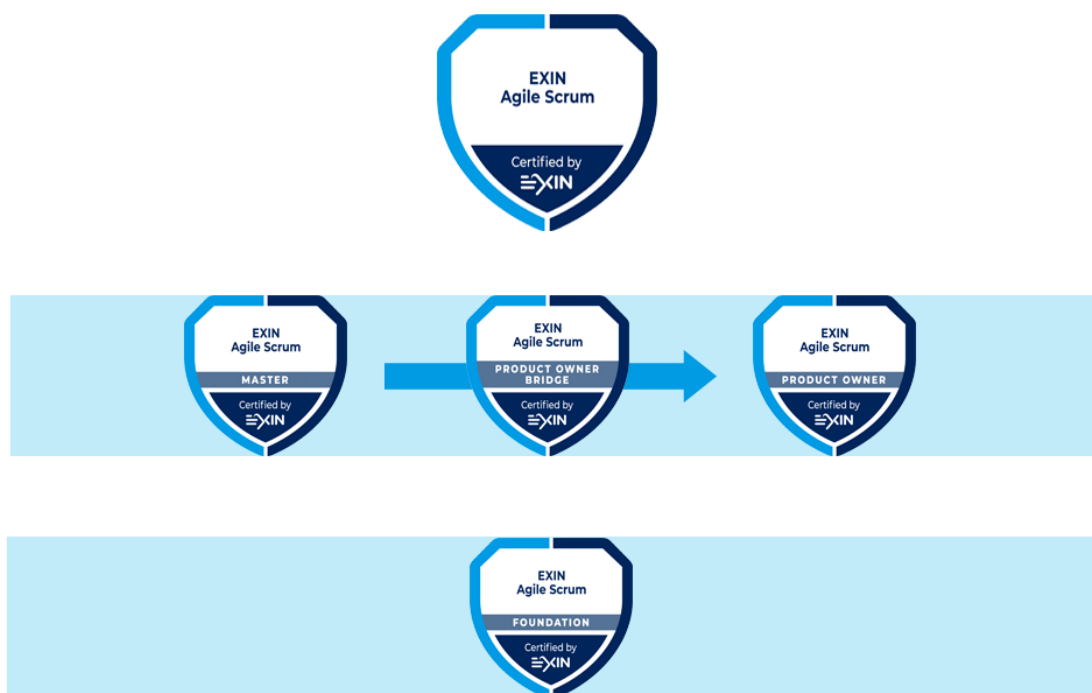 EXIN
Agile Scrum
Certified by
EXIN
EXIN
Agile Scrum
MASTER
Certified by
EXIN
EXIN
Agile Scrum
PRODUCT OWNER
BRIDGE
Certified by
EXIN
EXIN
Agile Scrum
PRODUCT OWNER
Certified by
EXIN
EXIN
Agile Scrum
FOUNDATION
Certified by
EXIN